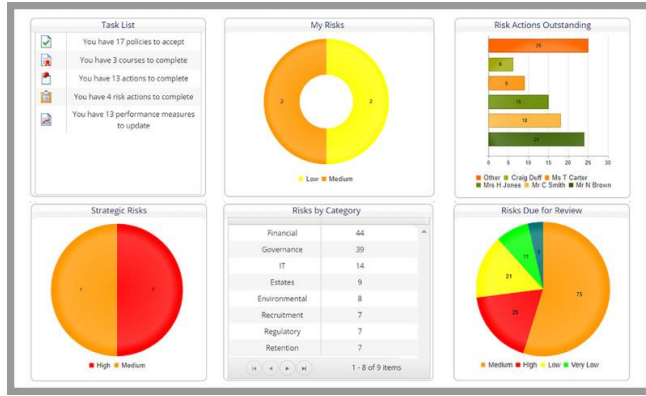 Task List
You have 17 policies to accept
You have 3 courses to complete
You have 13 actions to complete
You have 4 risk actions to complete
You have 13 performance measures
to update
My Risks
2
2
Low Medium
Risk Actions Outstanding
25
6
9
15
18
24
0 5 10 15 20 25 30
Other Craig Duff Ms T Carter
Mrs H Jones Mr C Smith Mr N Brown
Strategic Risks
1
1
High Medium
Risks by Category
Financial 44
Governance 39
IT 14
Estates 9
Environmental 8
Recruitment 7
Regulatory 7
Retention 7
1 - 8 of 9 items
Risks Due for Review
11
21
75
25
Medium High Low Very Low